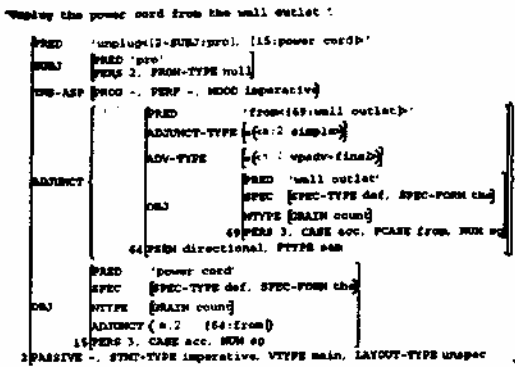 "Unplug the power cord from the wall outlet."
PRED 'unplug<[2-SUBJ:pro], [15:power cord]>'
SUBJ PRED 'pro'
PERS 2, PRON-TYPE null
TNS-ASP PROG -, PERF -, MOOD imperative
PRED 'from<[69:wall outlet]>'
ADJUNCT-TYPE simple
ADV-TYPE vpadv-final
ADJUNCT
PRED 'wall outlet'
SPEC SPEC-TYPE def, SPEC-FORM the
OBJ
NTYPE GRAIN count
69 PERS 3, CASE acc, PCASE from, NUM sg
64 PSEM directional, PTYPE sem
PRED 'power cord'
SPEC SPEC-TYPE def, SPEC-FORM the
OBJ NTYPE GRAIN count
ADJUNCT [64:from]
15 PERS 3, CASE acc, NUM sg
2 PASSIVE -, STMT-TYPE imperative, VTYPE main, LAYOUT-TYPE unspec